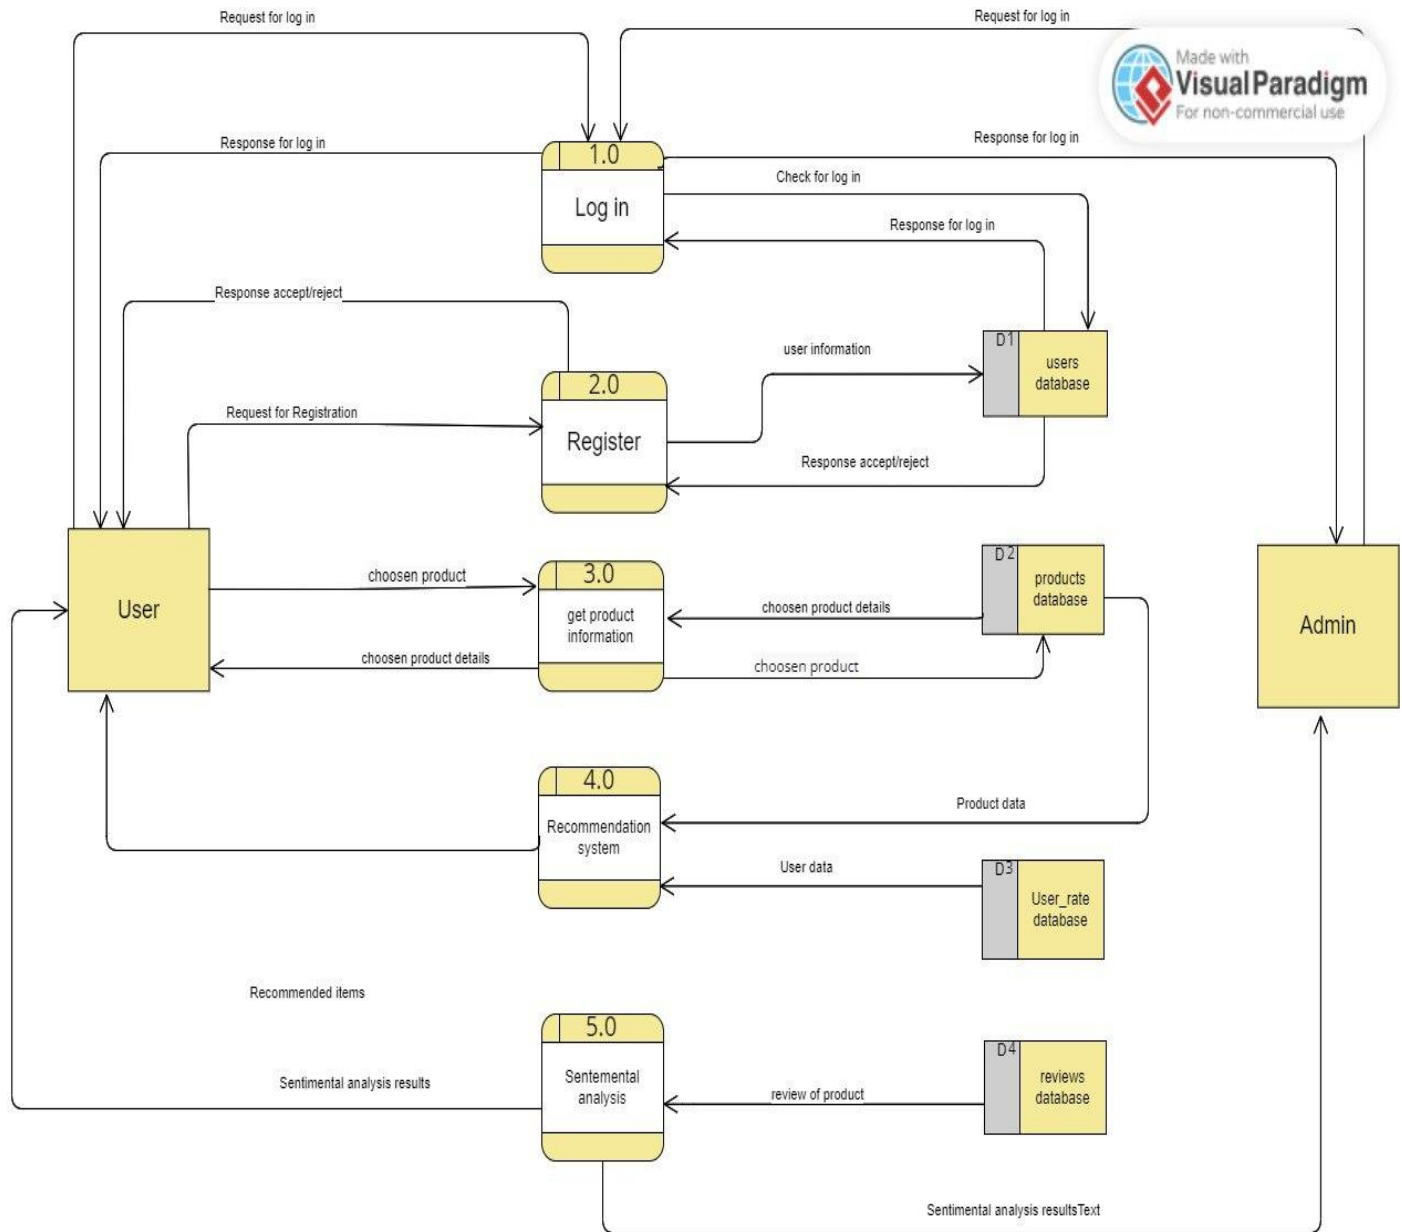 Request for log in
Request for log in
Made with
Visual Paradigm
For non-commercial use
Response for log in
1.0
Log in
Response for log in
Check for log in
Response for log in
Response accept/reject
2.0
Register
user information
D1
users
database
Request for Registration
Response accept/reject
User
choosen product
3.0
get product
information
choosen product details
D2
products
database
Admin
choosen product details
choosen product
4.0
Recommendation
system
Product data
User data
D3
User_rate
database
Recommended items
5.0
Sentemental
analysis
Sentimental analysis results
review of product
D4
reviews
database
Sentimental analysis resultsText